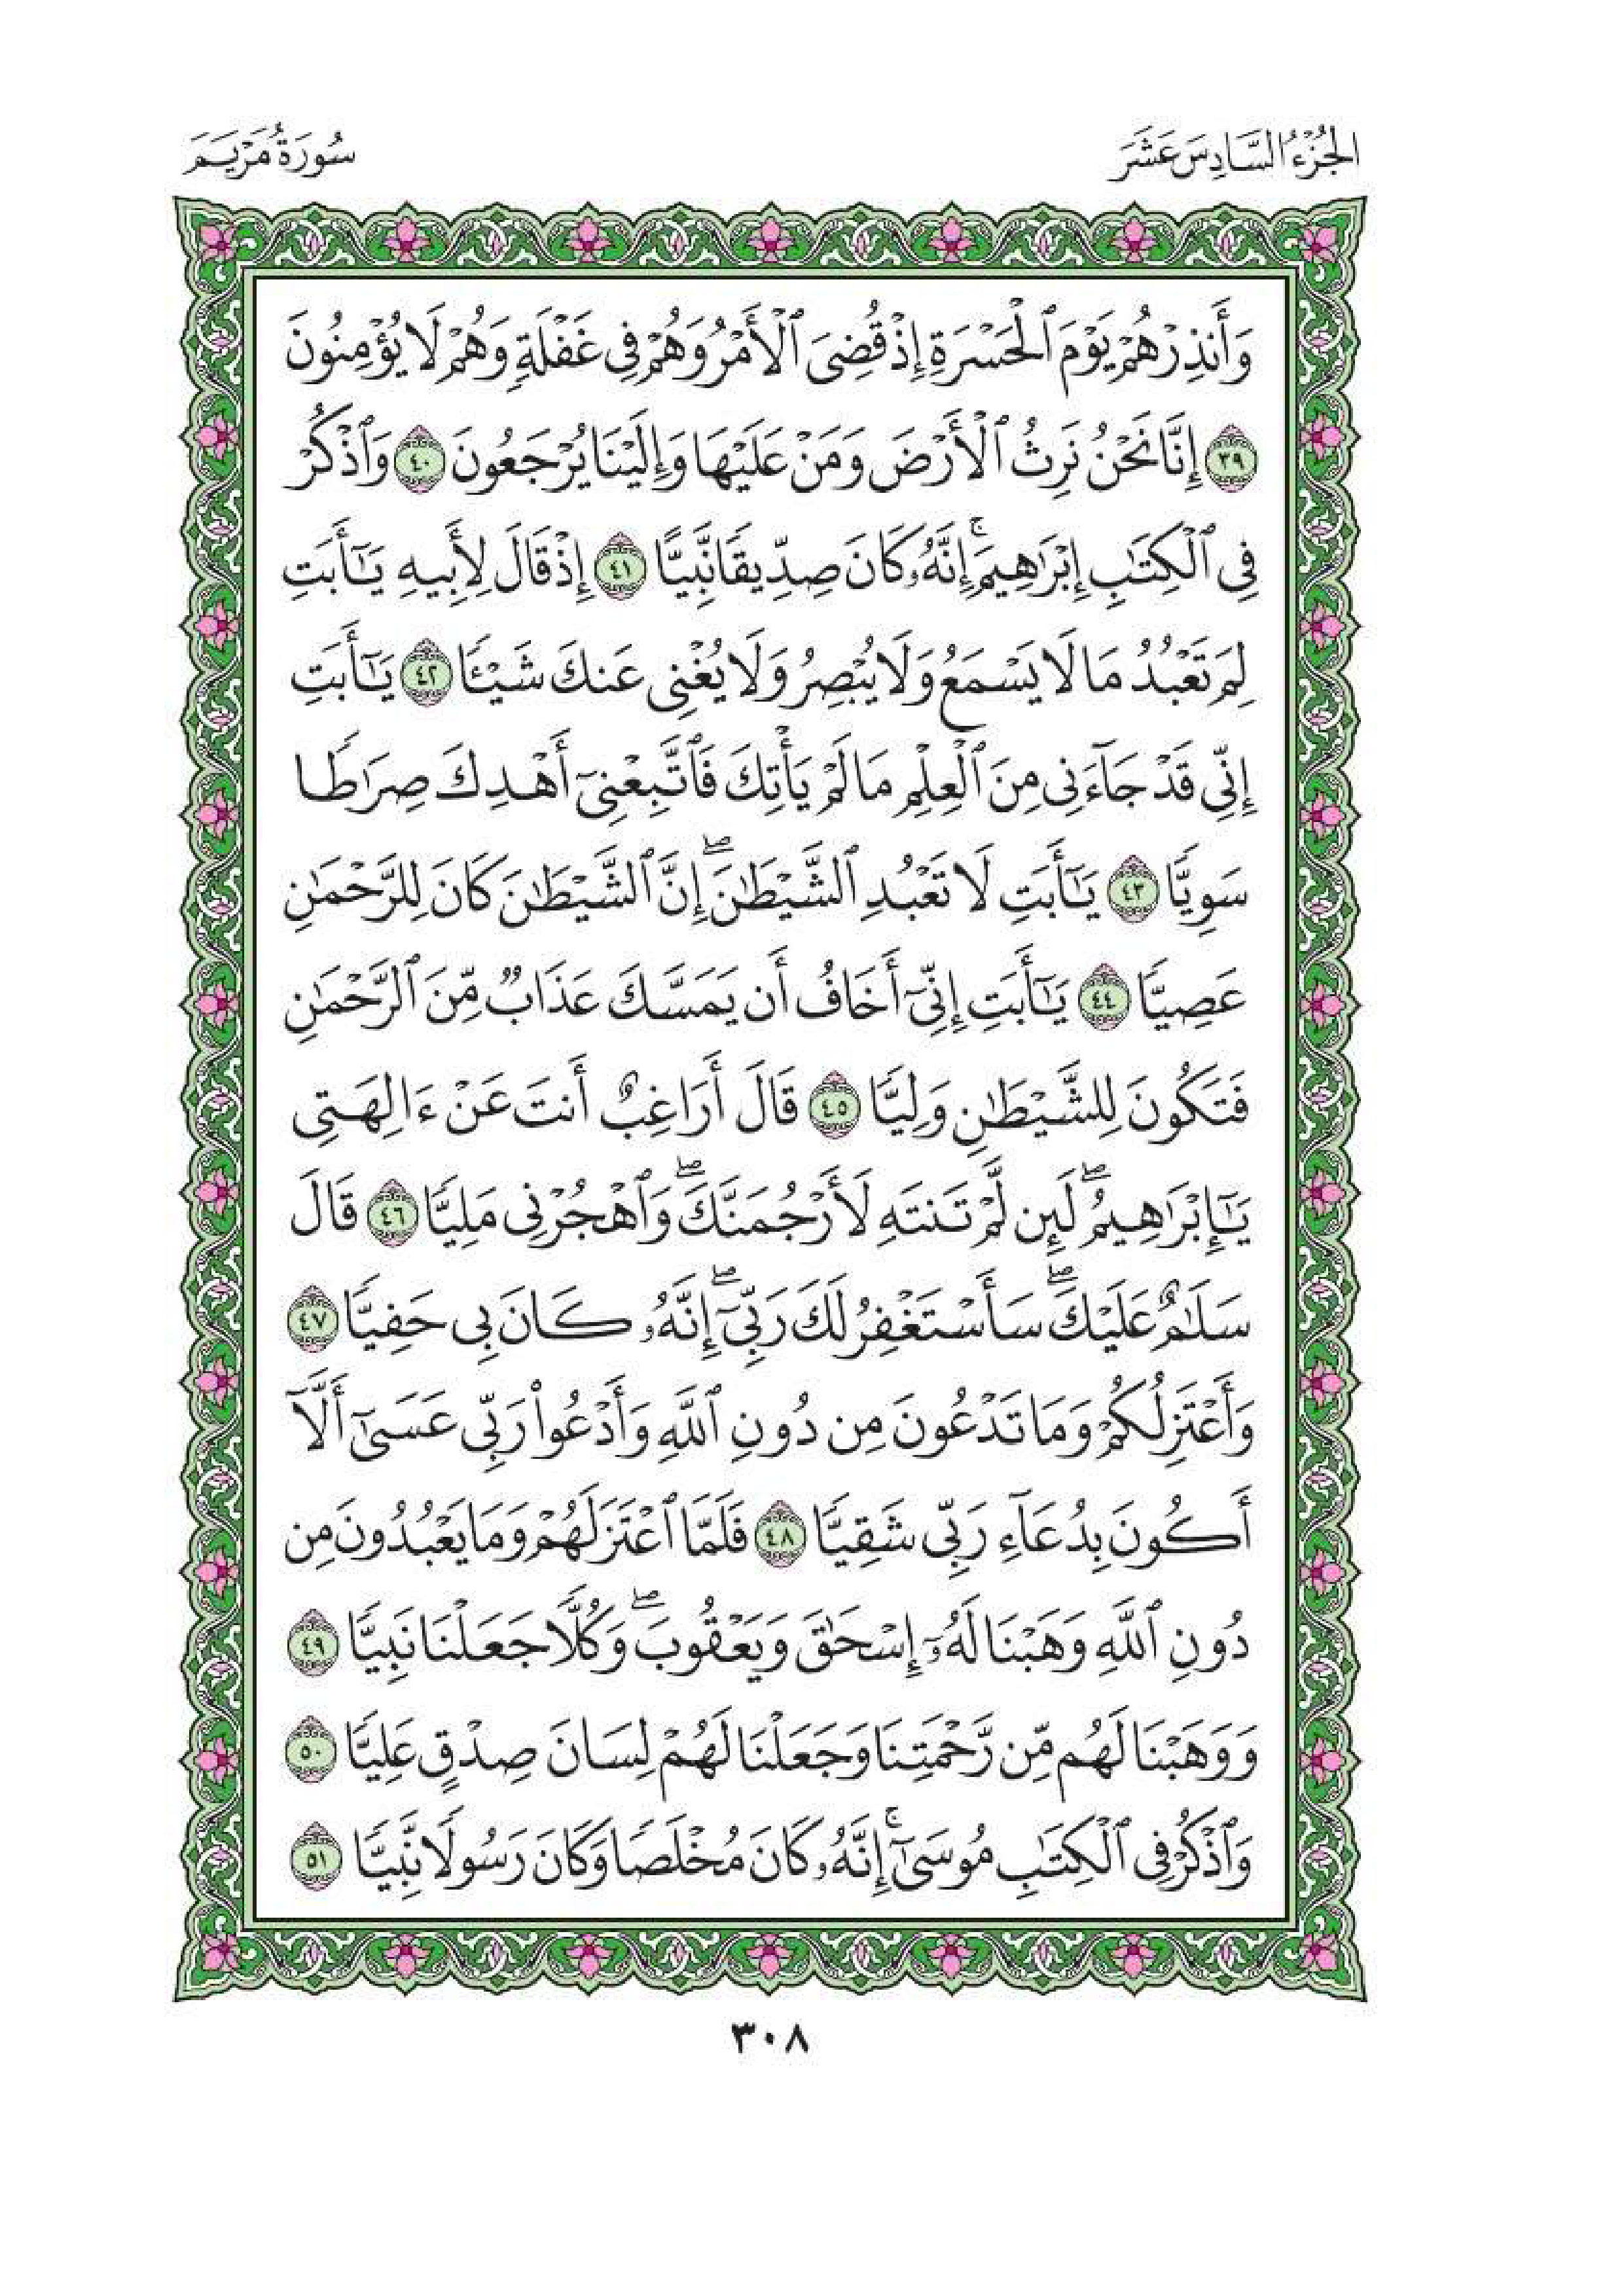 الجُزْءُ السَّادِسَ عَشَرَ
سُورَةُ مَرْيَمَ
وَأَنذِرْهُمْ يَوْمَ ٱلْحَسْرَةِ إِذْ قُضِىَ ٱلْأَمْرُ وَهُمْ فِى غَفْلَةٍ وَهُمْ لَا يُؤْمِنُونَ
٣٩ إِنَّا نَحْنُ نَرِثُ ٱلْأَرْضَ وَمَنْ عَلَيْهَا وَإِلَيْنَا يُرْجَعُونَ ٤٠ وَٱذْكُرْ
فِى ٱلْكِتَٰبِ إِبْرَٰهِيمَ ۚ إِنَّهُۥ كَانَ صِدِّيقًا نَّبِيًّا ٤١ إِذْ قَالَ لِأَبِيهِ يَٰٓأَبَتِ
لِمَ تَعْبُدُ مَا لَا يَسْمَعُ وَلَا يُبْصِرُ وَلَا يُغْنِى عَنكَ شَيْـًٔا ٤٢ يَٰٓأَبَتِ
إِنِّى قَدْ جَآءَنِى مِنَ ٱلْعِلْمِ مَا لَمْ يَأْتِكَ فَٱتَّبِعْنِىٓ أَهْدِكَ صِرَٰطًا
سَوِيًّا ٤٣ يَٰٓأَبَتِ لَا تَعْبُدِ ٱلشَّيْطَٰنَ ۖ إِنَّ ٱلشَّيْطَٰنَ كَانَ لِلرَّحْمَٰنِ
عَصِيًّا ٤٤ يَٰٓأَبَتِ إِنِّىٓ أَخَافُ أَن يَمَسَّكَ عَذَابٌ مِّنَ ٱلرَّحْمَٰنِ
فَتَكُونَ لِلشَّيْطَٰنِ وَلِيًّا ٤٥ قَالَ أَرَاغِبٌ أَنتَ عَنْ ءَالِهَتِى
يَٰٓإِبْرَٰهِيمُ ۖ لَئِن لَّمْ تَنتَهِ لَأَرْجُمَنَّكَ ۖ وَٱهْجُرْنِى مَلِيًّا ٤٦ قَالَ
سَلَٰمٌ عَلَيْكَ ۖ سَأَسْتَغْفِرُ لَكَ رَبِّىٓ ۖ إِنَّهُۥ كَانَ بِى حَفِيًّا ٤٧
وَأَعْتَزِلُكُمْ وَمَا تَدْعُونَ مِن دُونِ ٱللَّهِ وَأَدْعُوا۟ رَبِّى عَسَىٰٓ أَلَّآ
أَكُونَ بِدُعَآءِ رَبِّى شَقِيًّا ٤٨ فَلَمَّا ٱعْتَزَلَهُمْ وَمَا يَعْبُدُونَ مِن
دُونِ ٱللَّهِ وَهَبْنَا لَهُۥٓ إِسْحَٰقَ وَيَعْقُوبَ ۖ وَكُلًّا جَعَلْنَا نَبِيًّا ٤٩
وَوَهَبْنَا لَهُم مِّن رَّحْمَتِنَا وَجَعَلْنَا لَهُمْ لِسَانَ صِدْقٍ عَلِيًّا ٥٠
وَٱذْكُرْ فِى ٱلْكِتَٰبِ مُوسَىٰٓ ۚ إِنَّهُۥ كَانَ مُخْلَصًا وَكَانَ رَسُولًا نَّبِيًّا ٥١
٣٠٨